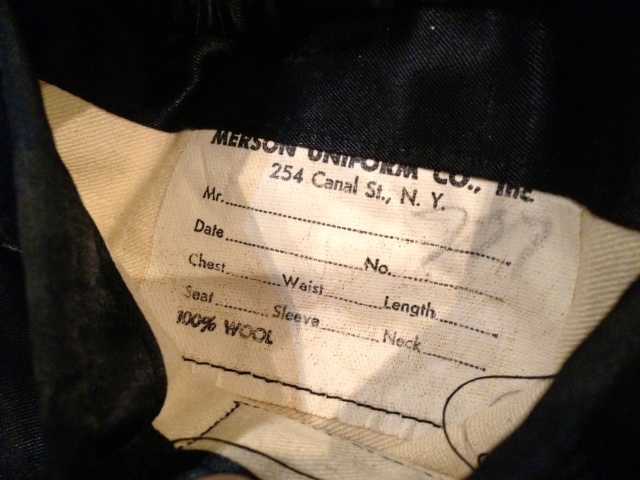 MERSON UNIFORM CO., Inc.
254 Canal St., N. Y.
Mr.
Date No.
Chest Waist Length
Seat Sleeve Neck
100% WOOL